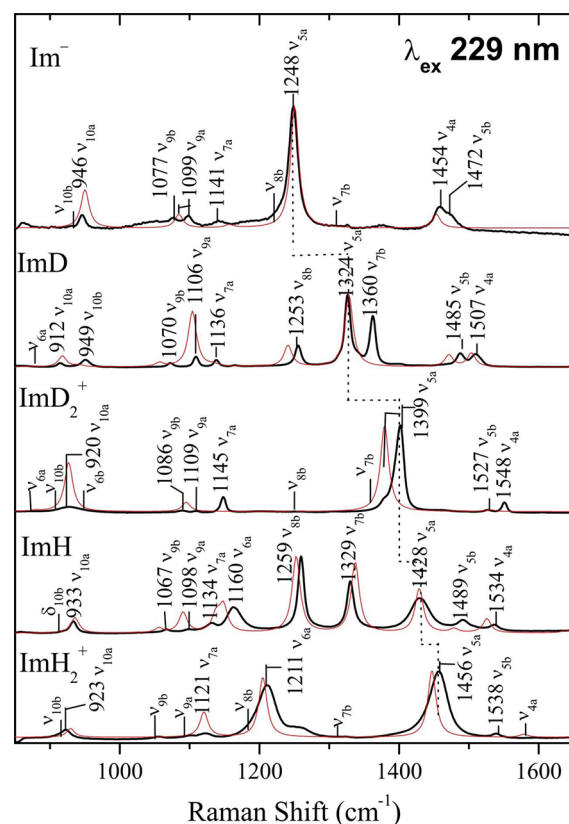 Im⁻
λex 229 nm
ν10b
946 ν10a
1077 ν9b
1099 ν9a
1141 ν7a
ν8b
1248 ν5a
ν7b
1454 ν4a
1472 ν5b
ImD
ν6a
912 ν10a
949 ν10b
1070 ν9b
1106 ν9a
1136 ν7a
1253 ν8b
1324 ν5a
1360 ν7b
1485 ν5b
1507 ν4a
ImD2⁺
ν6a
ν10b
920 ν10a
ν6b
1086 ν9b
1109 ν9a
1145 ν7a
ν8b
ν7b
1399 ν5a
1527 ν5b
1548 ν4a
ImH
δ10b
933 ν10a
1067 ν9b
1098 ν9a
1134 ν7a
1160 ν6a
1259 ν8b
1329 ν7b
1428 ν5a
1489 ν5b
1534 ν4a
ImH2⁺
ν10b
923 ν10a
ν9b
ν9a
1121 ν7a
ν8b
1211 ν6a
ν7b
1456 ν5a
1538 ν5b
ν4a
1000 1200 1400 1600
Raman Shift (cm⁻¹)